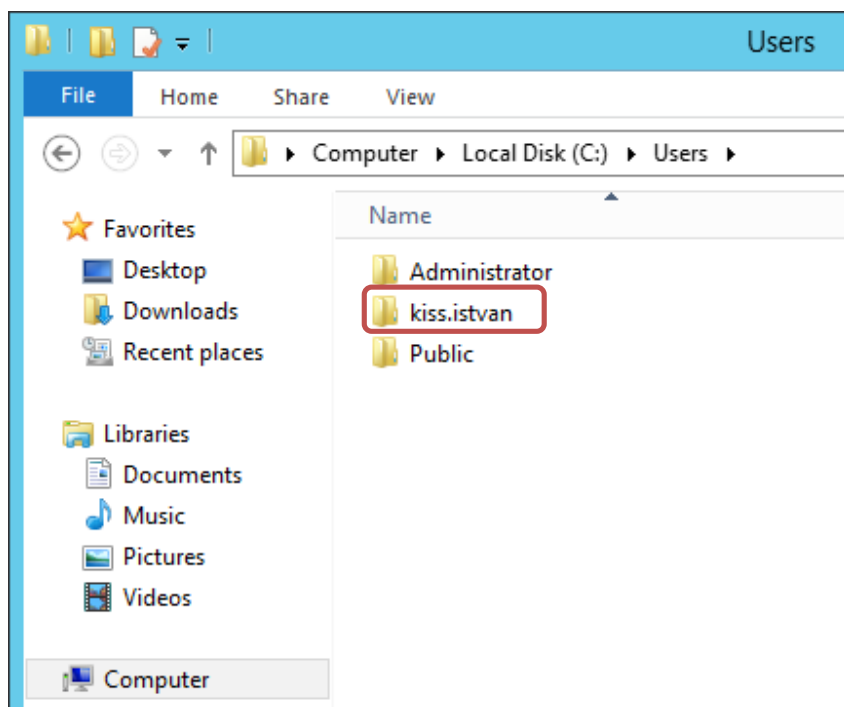 Users
File Home Share View
Computer Local Disk (C:) Users
Name
Favorites
Desktop
Downloads
Recent places
Libraries
Documents
Music
Pictures
Videos
Computer
Administrator
kiss.istvan
Public